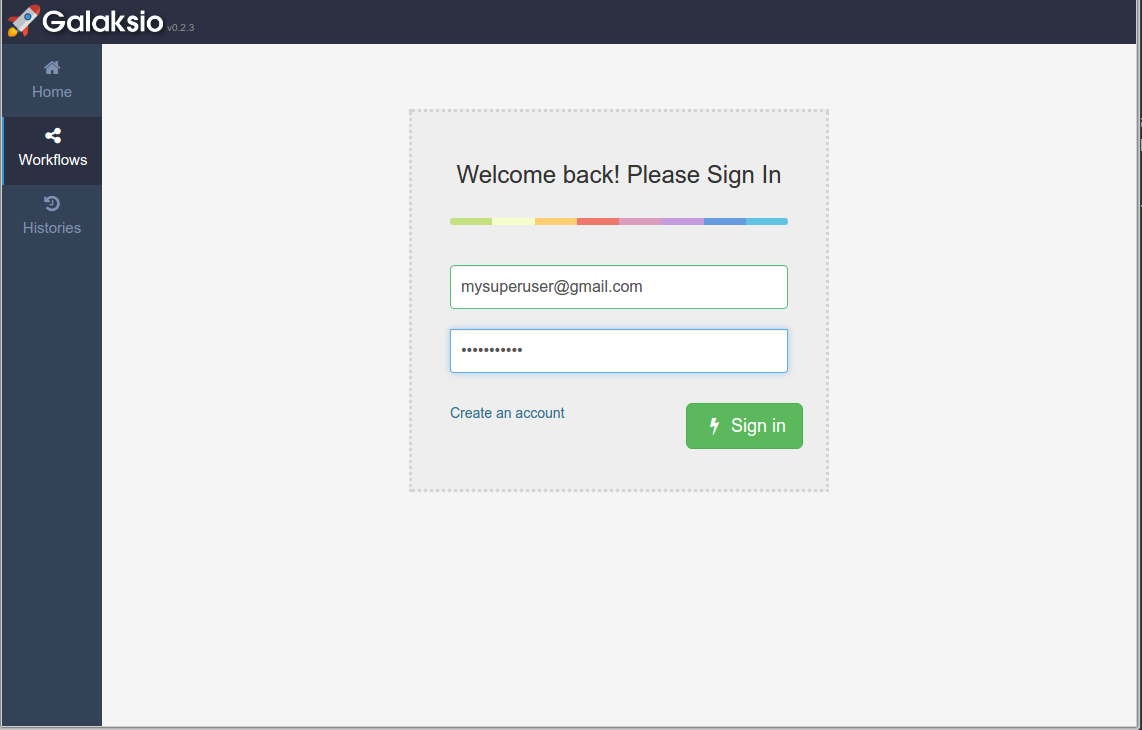 Galaksio v0.2.3
Home
Workflows
Histories
Welcome back! Please Sign In
mysuperuser@gmail.com
•••••••••••
Create an account
Sign in